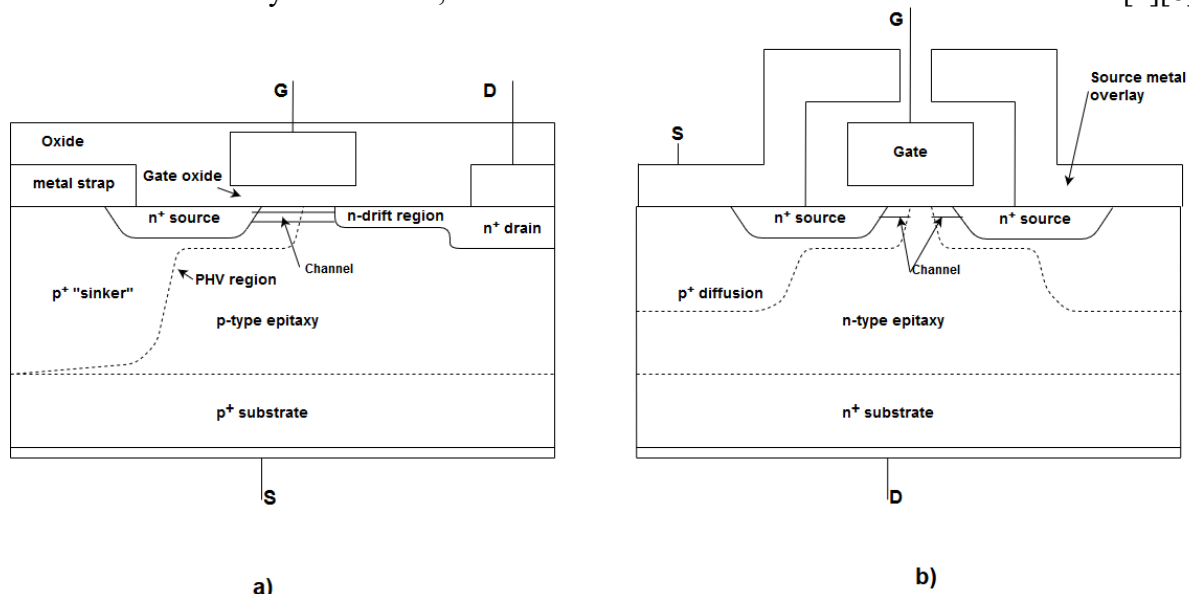 G
D
Oxide
metal strap
Gate oxide
n+ source
n-drift region
n+ drain
Channel
PHV region
p+ "sinker"
p-type epitaxy
p+ substrate
S
a)
G
Source metal
overlay
S
Gate
n+ source
n+ source
Channel
p+ diffusion
n-type epitaxy
n+ substrate
D
b)